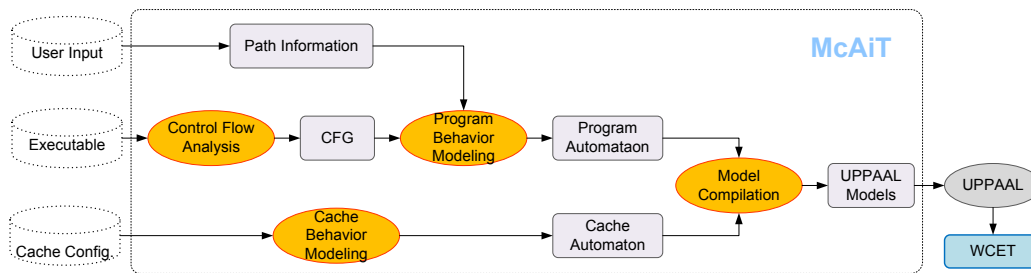 User Input
Path Information
McAiT
Executable
Control Flow
Analysis
CFG
Program
Behavior
Modeling
Program
Automataon
Model
Compilation
UPPAAL
Models
UPPAAL
Cache Config.
Cache
Behavior
Modeling
Cache
Automaton
WCET